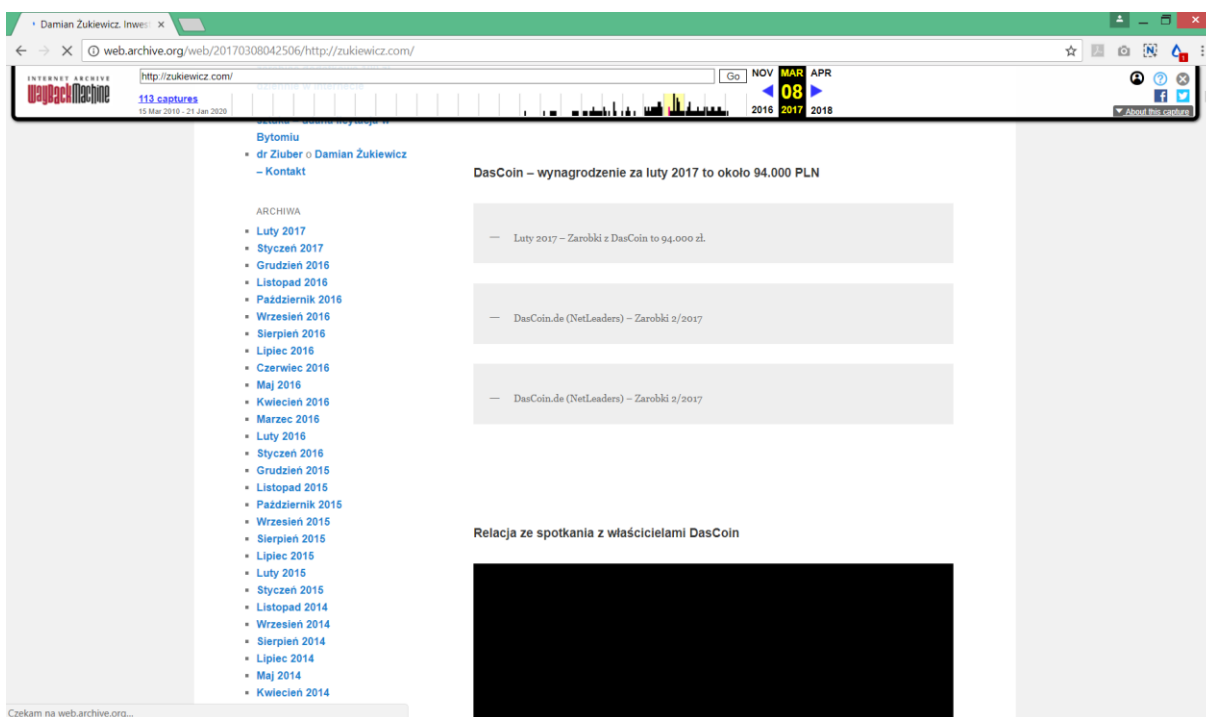 Damian Żukiewicz. Inwes
web.archive.org/web/20170308042506/http://zukiewicz.com/
INTERNET ARCHIVE
WayBackMachine
http://zukiewicz.com/
Go
NOV MAR APR
08
2016 2017 2018
113 captures
15 Mar 2010 - 21 Jan 2020
About this capture
Bytomiu
dr Ziuber o Damian Żukiewicz
– Kontakt
ARCHIWA
Luty 2017
Styczeń 2017
Grudzień 2016
Listopad 2016
Październik 2016
Wrzesień 2016
Sierpień 2016
Lipiec 2016
Czerwiec 2016
Maj 2016
Kwiecień 2016
Marzec 2016
Luty 2016
Styczeń 2016
Grudzień 2015
Listopad 2015
Październik 2015
Wrzesień 2015
Sierpień 2015
Lipiec 2015
Luty 2015
Styczeń 2015
Listopad 2014
Wrzesień 2014
Sierpień 2014
Lipiec 2014
Maj 2014
Kwiecień 2014
DasCoin – wynagrodzenie za luty 2017 to około 94.000 PLN
— Luty 2017 – Zarobki z DasCoin to 94.000 zł.
— DasCoin.de (NetLeaders) – Zarobki 2/2017
— DasCoin.de (NetLeaders) – Zarobki 2/2017
Relacja ze spotkania z właścicielami DasCoin
Czekam na web.archive.org...